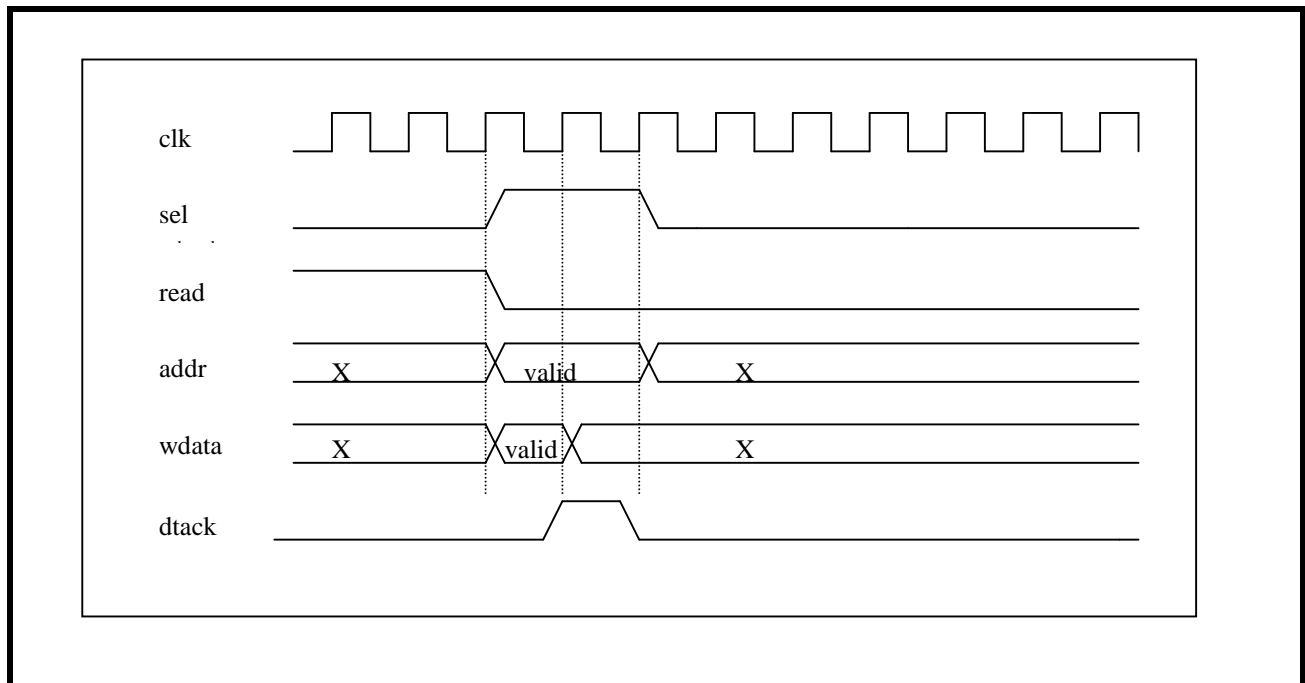 clk
sel
read
addr X valid X
wdata X valid X
dtack